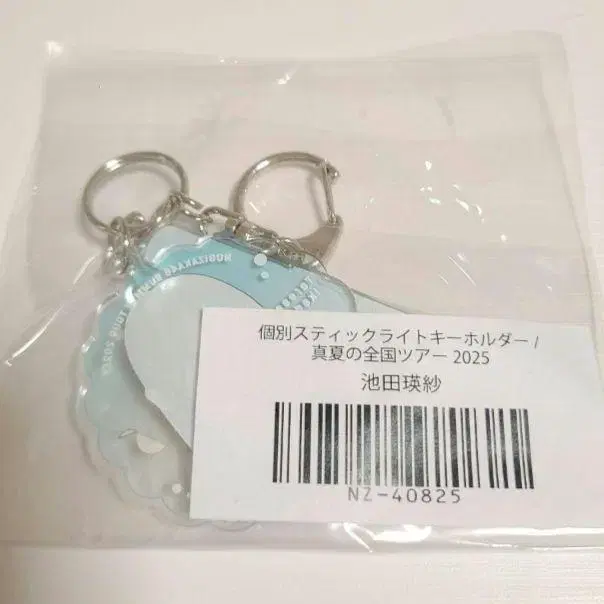 NOGIZAKA46
個別スティックライトキーホルダー /
真夏の全国ツアー 2025
池田瑛紗
NZ-40825